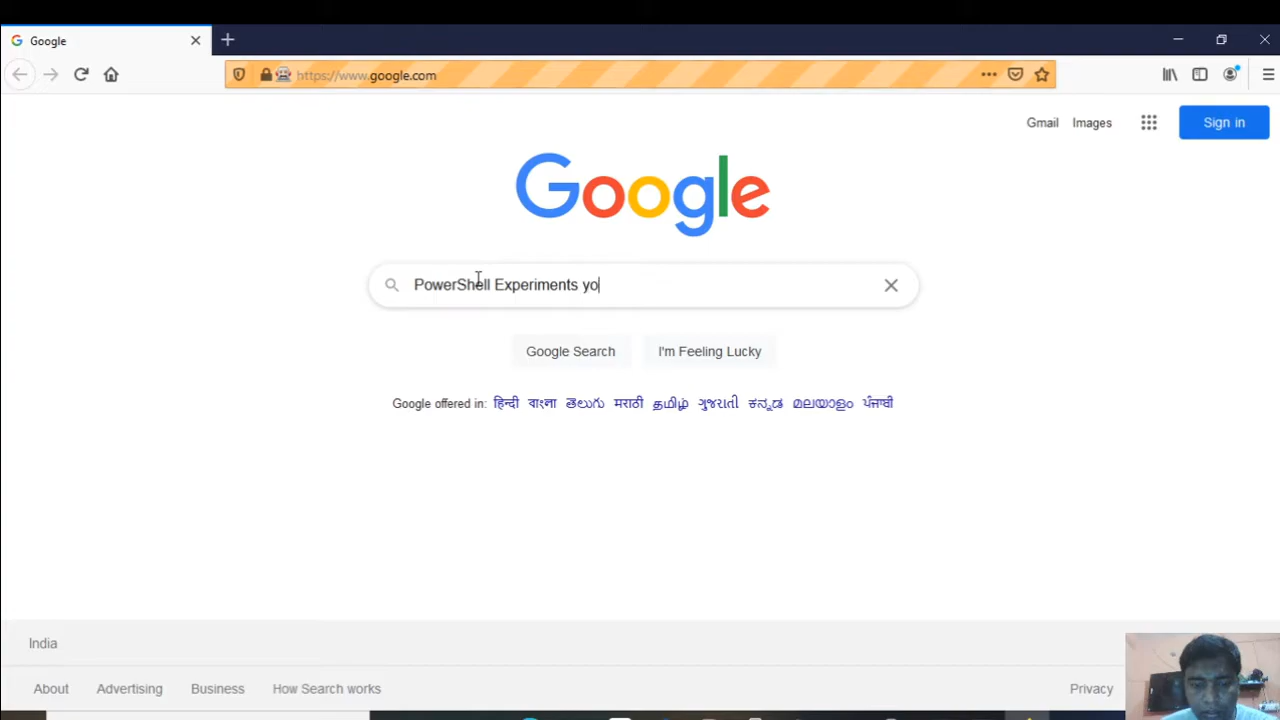 Google
https://www.google.com
Gmail Images Sign in
Google
PowerShell Experiments yo
Google Search I'm Feeling Lucky
Google offered in: हिन्दी বাংলা తెలుగు मराठी தமிழ் ગુજરાતી ಕನ್ನಡ മലയാളം ਪੰਜਾਬੀ
India
About Advertising Business How Search works Privacy